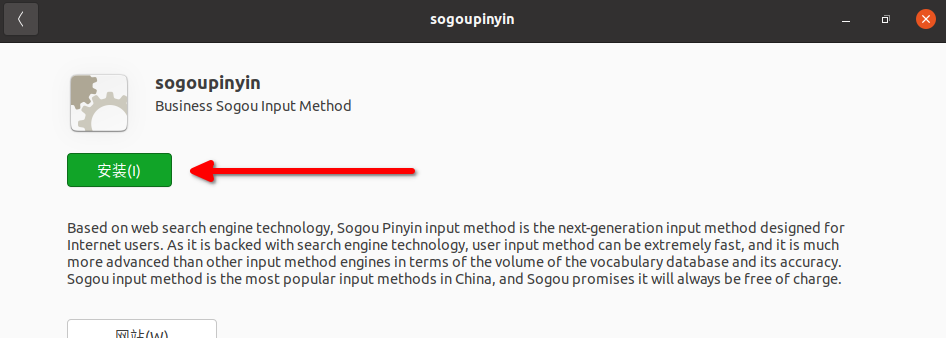 sogoupinyin
sogoupinyin
Business Sogou Input Method
安装(I)
Based on web search engine technology, Sogou Pinyin input method is the next-generation input method designed for
Internet users. As it is backed with search engine technology, user input method can be extremely fast, and it is much
more advanced than other input method engines in terms of the volume of the vocabulary database and its accuracy.
Sogou input method is the most popular input methods in China, and Sogou promises it will always be free of charge.
网站(W)